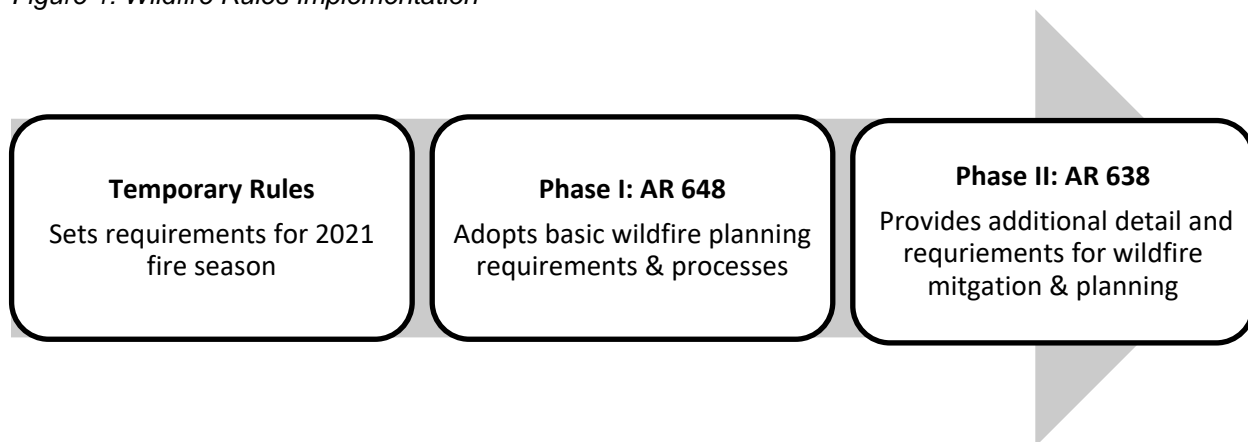 Figure 1: Wildfire Rules Implementation
Temporary Rules
Sets requirements for 2021
fire season
Phase I: AR 648
Adopts basic wildfire planning
requirements & processes
Phase II: AR 638
Provides additional detail and
requriements for wildfire
mitgation & planning